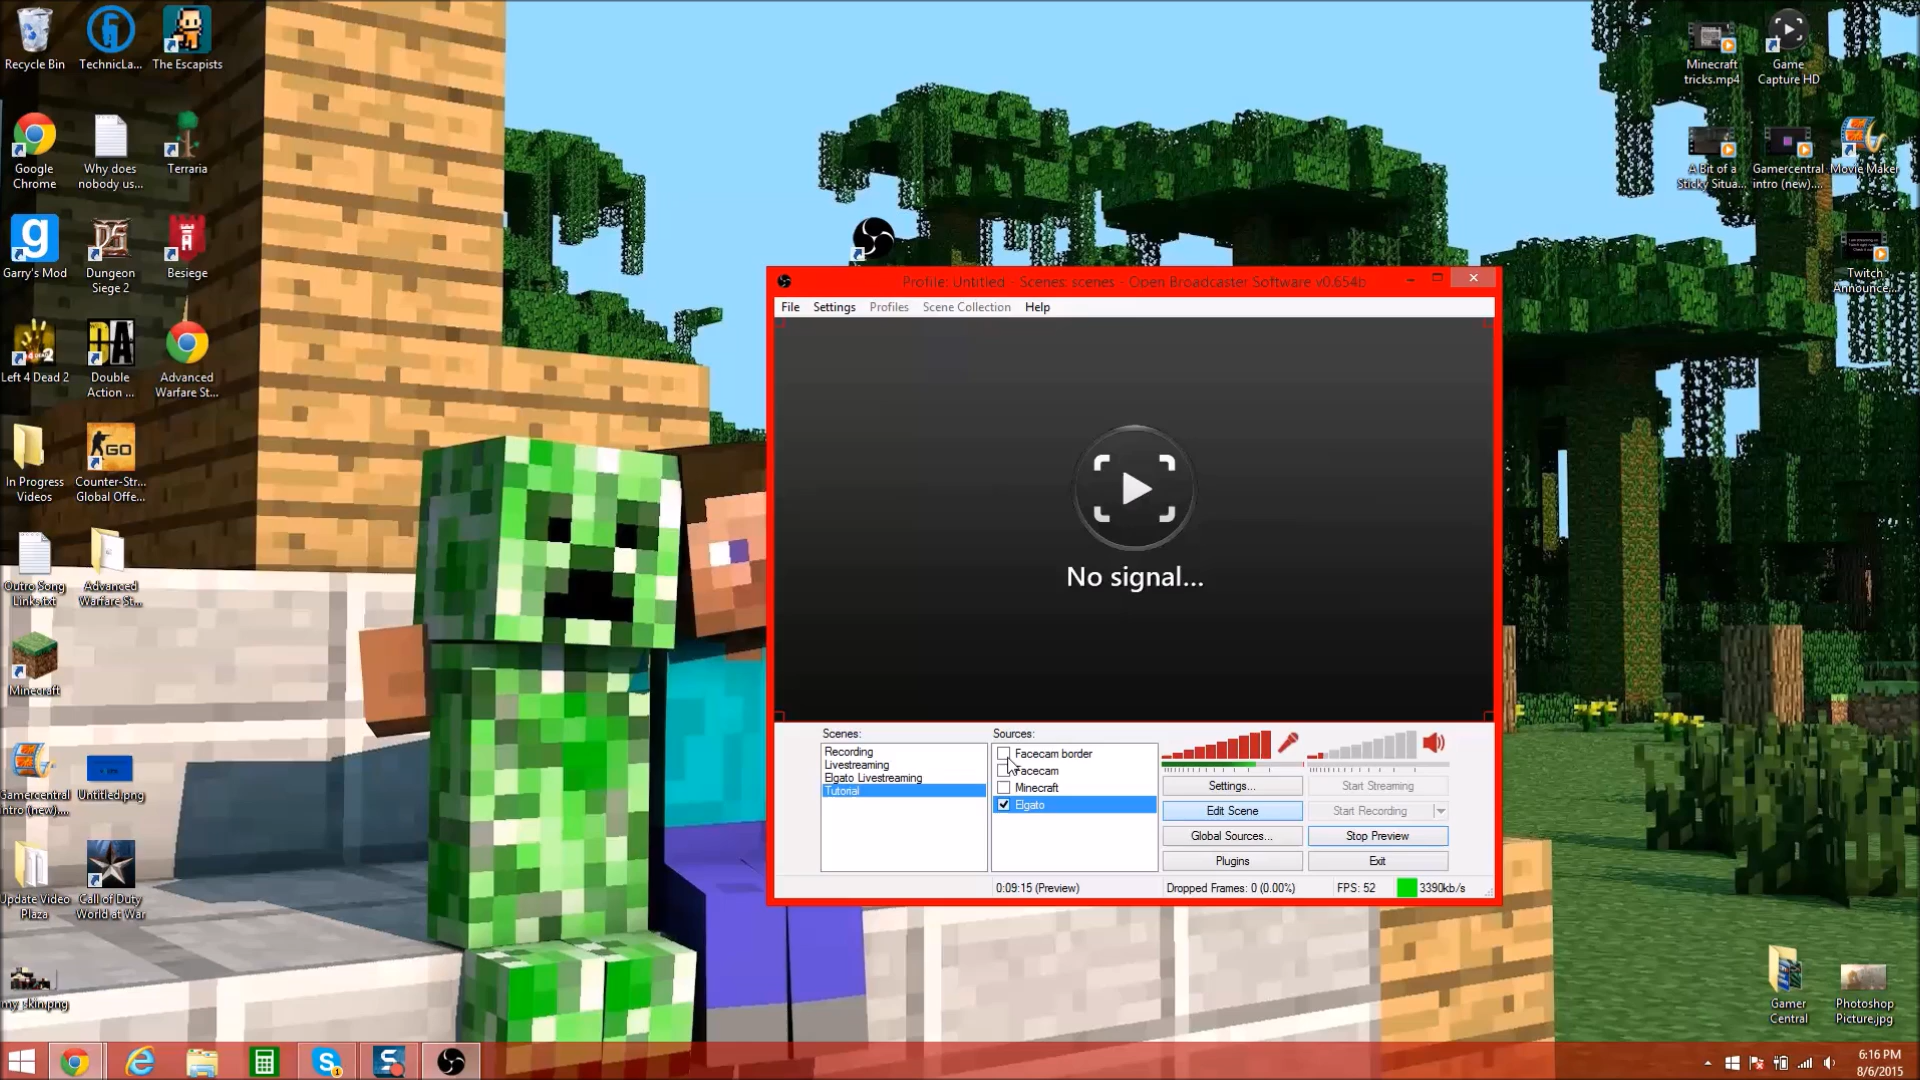 Recycle Bin
TechnicLa...
The Escapists
Google
Chrome
Why does
nobody us...
Terraria
Garry's Mod
Dungeon
Siege 2
Besiege
Left 4 Dead 2
Double
Action ...
Advanced
Warfare St...
In Progress
Videos
Counter-Str...
Global Offe...
Outro Song
Links.txt
Advanced
Warfare St...
Minecraft
Gamercentral
intro (new)....
Untitled.png
Update Video
Plaza
Call of Duty
World at War
my_skin.png
Minecraft
tricks.mp4
Game
Capture HD
A Bit of a
Sticky Situa...
Gamercentral
intro (new)....
Movie Maker
Twitch
Announce...
Profile: Untitled - Scenes: scenes - Open Broadcaster Software v0.654b
File Settings Profiles Scene Collection Help
No signal...
Scenes:
Recording
Livestreaming
Elgato Livestreaming
Tutorial
Sources:
Facecam border
Facecam
Minecraft
Elgato
Settings...
Start Streaming
Edit Scene
Start Recording
Global Sources...
Stop Preview
Plugins
Exit
0:09:15 (Preview)
Dropped Frames: 0 (0.00%)
FPS: 52
3390kb/s
Gamer
Central
Photoshop
Picture.jpg
6:16 PM
8/6/2015